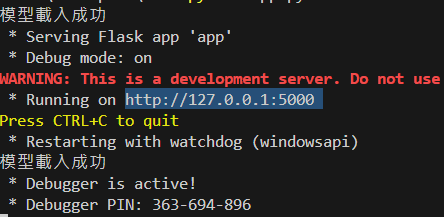 模型載入成功
* Serving Flask app 'app'
* Debug mode: on
WARNING: This is a development server. Do not use
* Running on http://127.0.0.1:5000
Press CTRL+C to quit
* Restarting with watchdog (windowsapi)
模型載入成功
* Debugger is active!
* Debugger PIN: 363-694-896